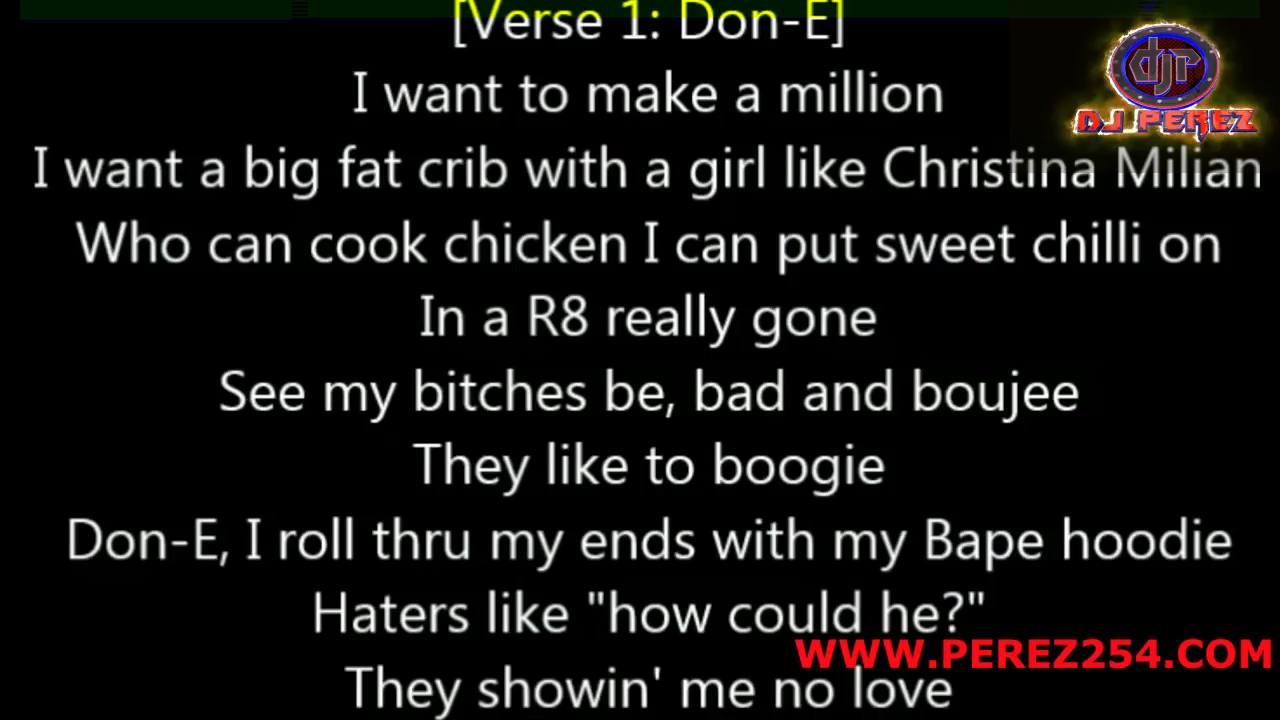 [Verse 1: Don-E]
I want to make a million
I want a big fat crib with a girl like Christina Milian
Who can cook chicken I can put sweet chilli on
In a R8 really gone
See my bitches be, bad and boujee
They like to boogie
Don-E, I roll thru my ends with my Bape hoodie
Haters like "how could he?"
They showin' me no love
djr
DJ PEREZ
WWW.PEREZ254.COM